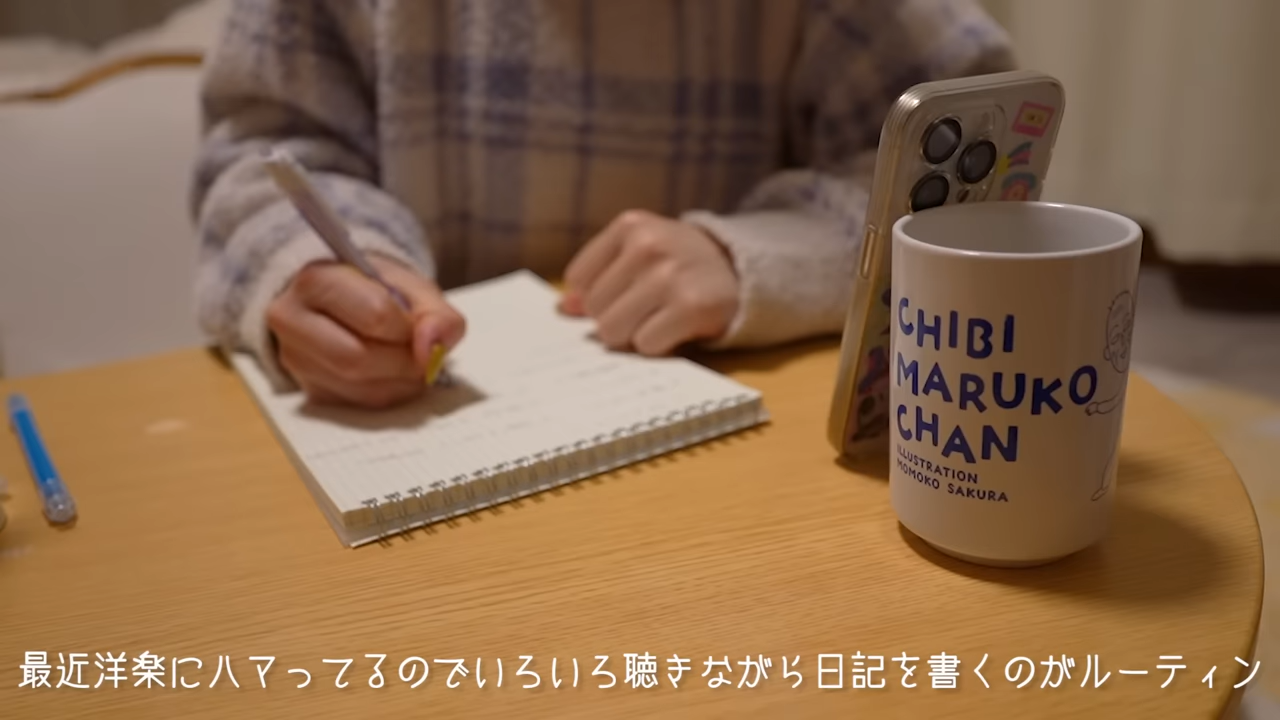 CHIBI
MARUKO
CHAN
ILLUSTRATION
MOMOKO SAKURA
最近洋楽にハマってるのでいろいろ聴きながら日記を書くのがルーティン